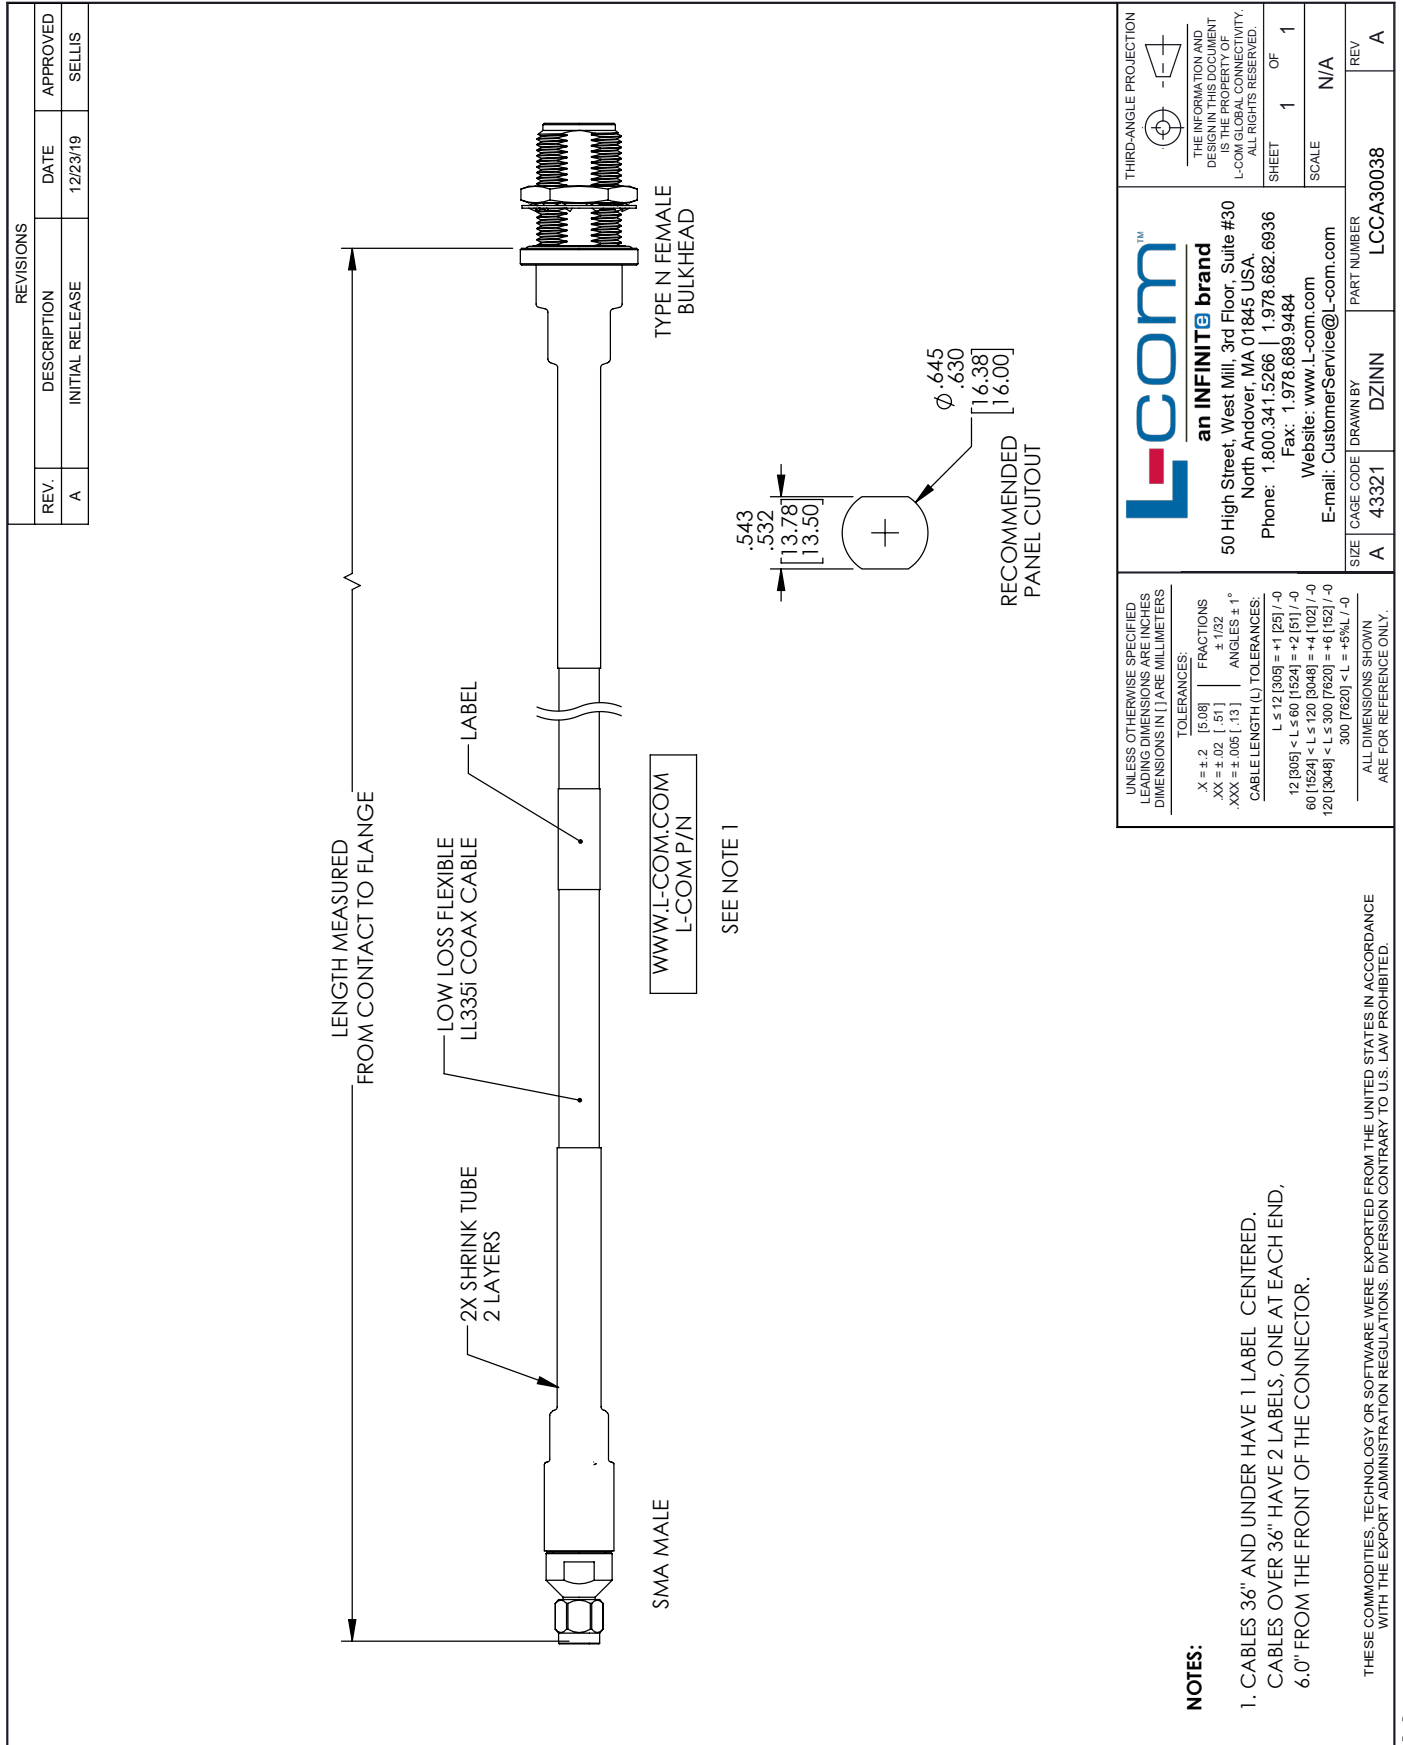 REVISIONS
REV. DESCRIPTION DATE APPROVED
A INITIAL RELEASE 12/23/19 SELLIS
LENGTH MEASURED
FROM CONTACT TO FLANGE
2X SHRINK TUBE
2 LAYERS
LOW LOSS FLEXIBLE
LL335i COAX CABLE
LABEL
SMA MALE
TYPE N FEMALE
BULKHEAD
WWW.L-COM.COM
L-COM P/N
SEE NOTE 1
.543
.532
[13.78]
[13.50]
⌀ .645
.630
[16.38]
[16.00]
RECOMMENDED
PANEL CUTOUT
NOTES:
1. CABLES 36" AND UNDER HAVE 1 LABEL CENTERED.
CABLES OVER 36" HAVE 2 LABELS, ONE AT EACH END,
6.0" FROM THE FRONT OF THE CONNECTOR.
THESE COMMODITIES, TECHNOLOGY OR SOFTWARE WERE EXPORTED FROM THE UNITED STATES IN ACCORDANCE
WITH THE EXPORT ADMINISTRATION REGULATIONS. DIVERSION CONTRARY TO U.S. LAW PROHIBITED.
UNLESS OTHERWISE SPECIFIED
LEADING DIMENSIONS ARE INCHES
DIMENSIONS IN [ ] ARE MILLIMETERS
TOLERANCES:
.X = ± .2 [5.08] FRACTIONS
.XX = ± .02 [ .51 ] ± 1/32
.XXX = ± .005 [ .13 ] ANGLES ± 1°
CABLE LENGTH (L) TOLERANCES:
L ≤ 12 [305] = +1 [25] / -0
12 [305] < L ≤ 60 [1524] = +2 [51] / -0
60 [1524] < L ≤ 120 [3048] = +4 [102] / -0
120 [3048] < L ≤ 300 [7620] = +6 [152] / -0
300 [7620] < L = +5%L / -0
ALL DIMENSIONS SHOWN
ARE FOR REFERENCE ONLY.
L-com™
an INFINITe brand
50 High Street, West Mill, 3rd Floor, Suite #30
North Andover, MA 01845 USA.
Phone: 1.800.341.5266 | 1.978.682.6936
Fax: 1.978.689.9484
Website: www.L-com.com
E-mail: CustomerService@L-com.com
THIRD-ANGLE PROJECTION
THE INFORMATION AND
DESIGN IN THIS DOCUMENT
IS THE PROPERTY OF
L-COM GLOBAL CONNECTIVITY.
ALL RIGHTS RESERVED.
SHEET 1 OF 1
SCALE N/A
SIZE CAGE CODE DRAWN BY PART NUMBER REV
A 43321 DZINN LCCA30038 A